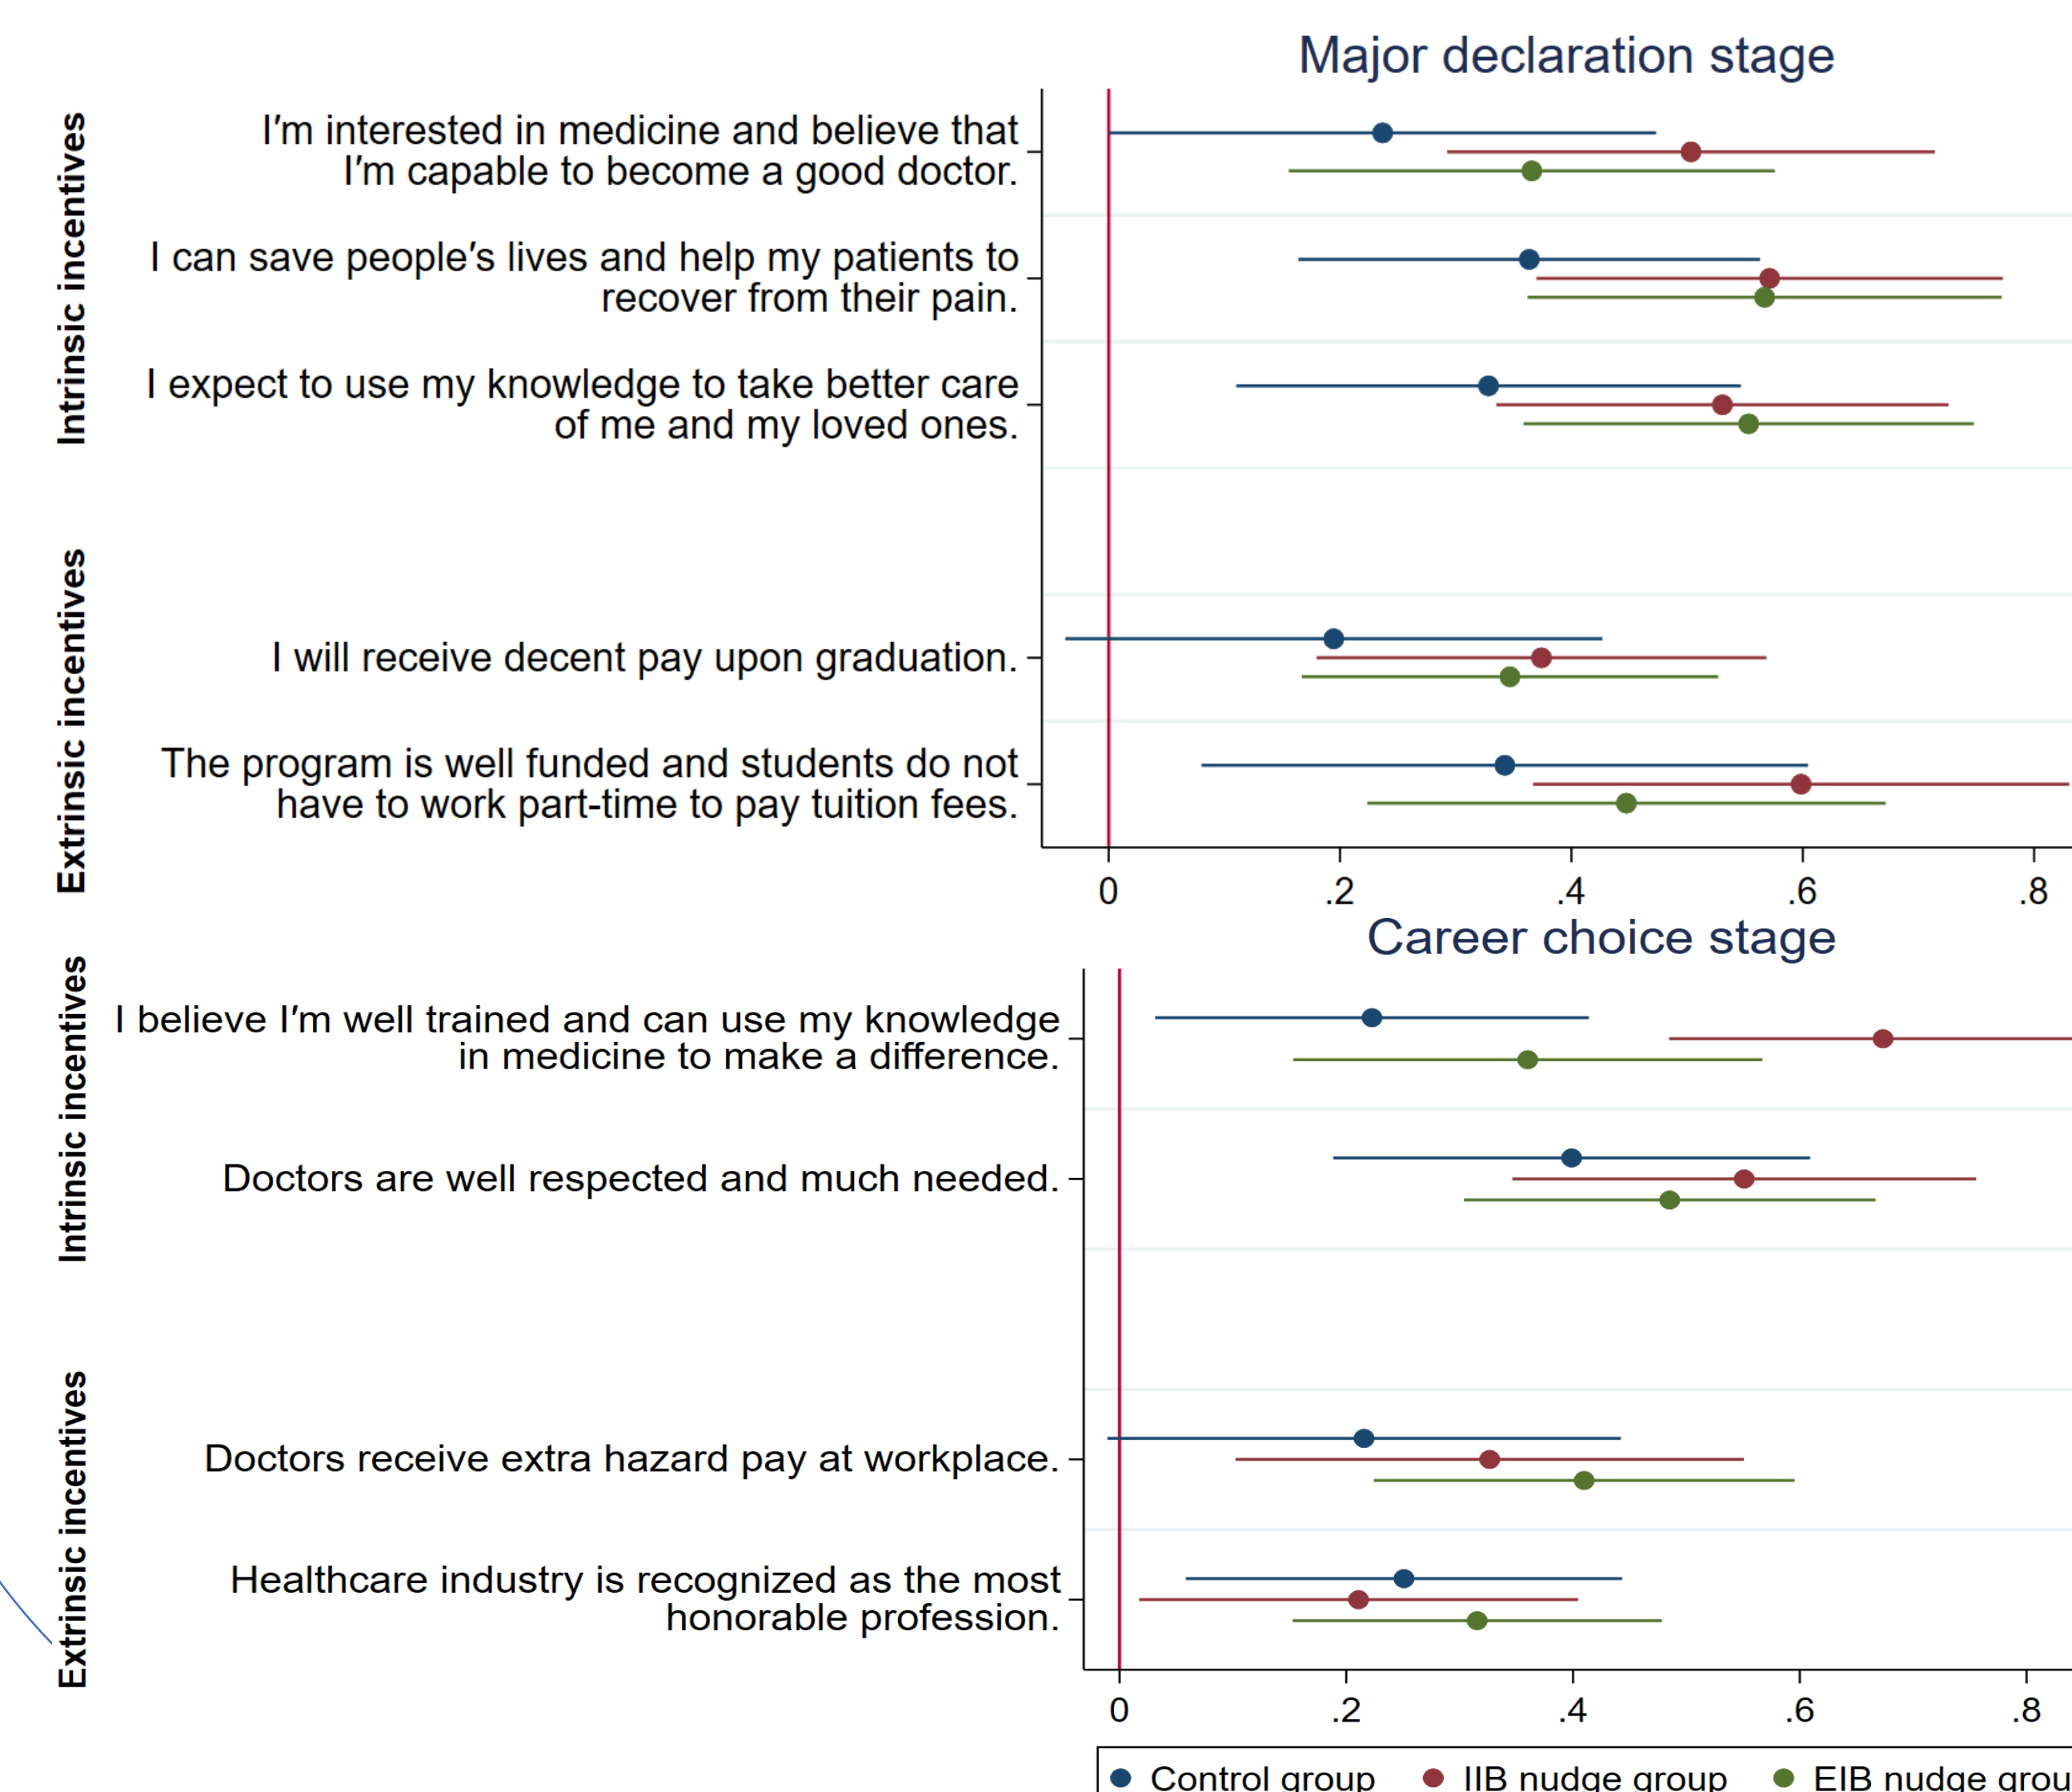 Major declaration stage
Intrinsic incentives
I'm interested in medicine and believe that
I'm capable to become a good doctor.
I can save people's lives and help my patients to
recover from their pain.
I expect to use my knowledge to take better care
of me and my loved ones.
Extrinsic incentives
I will receive decent pay upon graduation.
The program is well funded and students do not
have to work part-time to pay tuition fees.
0 .2 .4 .6 .8
Career choice stage
Intrinsic incentives
I believe I'm well trained and can use my knowledge
in medicine to make a difference.
Doctors are well respected and much needed.
Extrinsic incentives
Doctors receive extra hazard pay at workplace.
Healthcare industry is recognized as the most
honorable profession.
0 .2 .4 .6 .8
Control group IIB nudge group EIB nudge grou